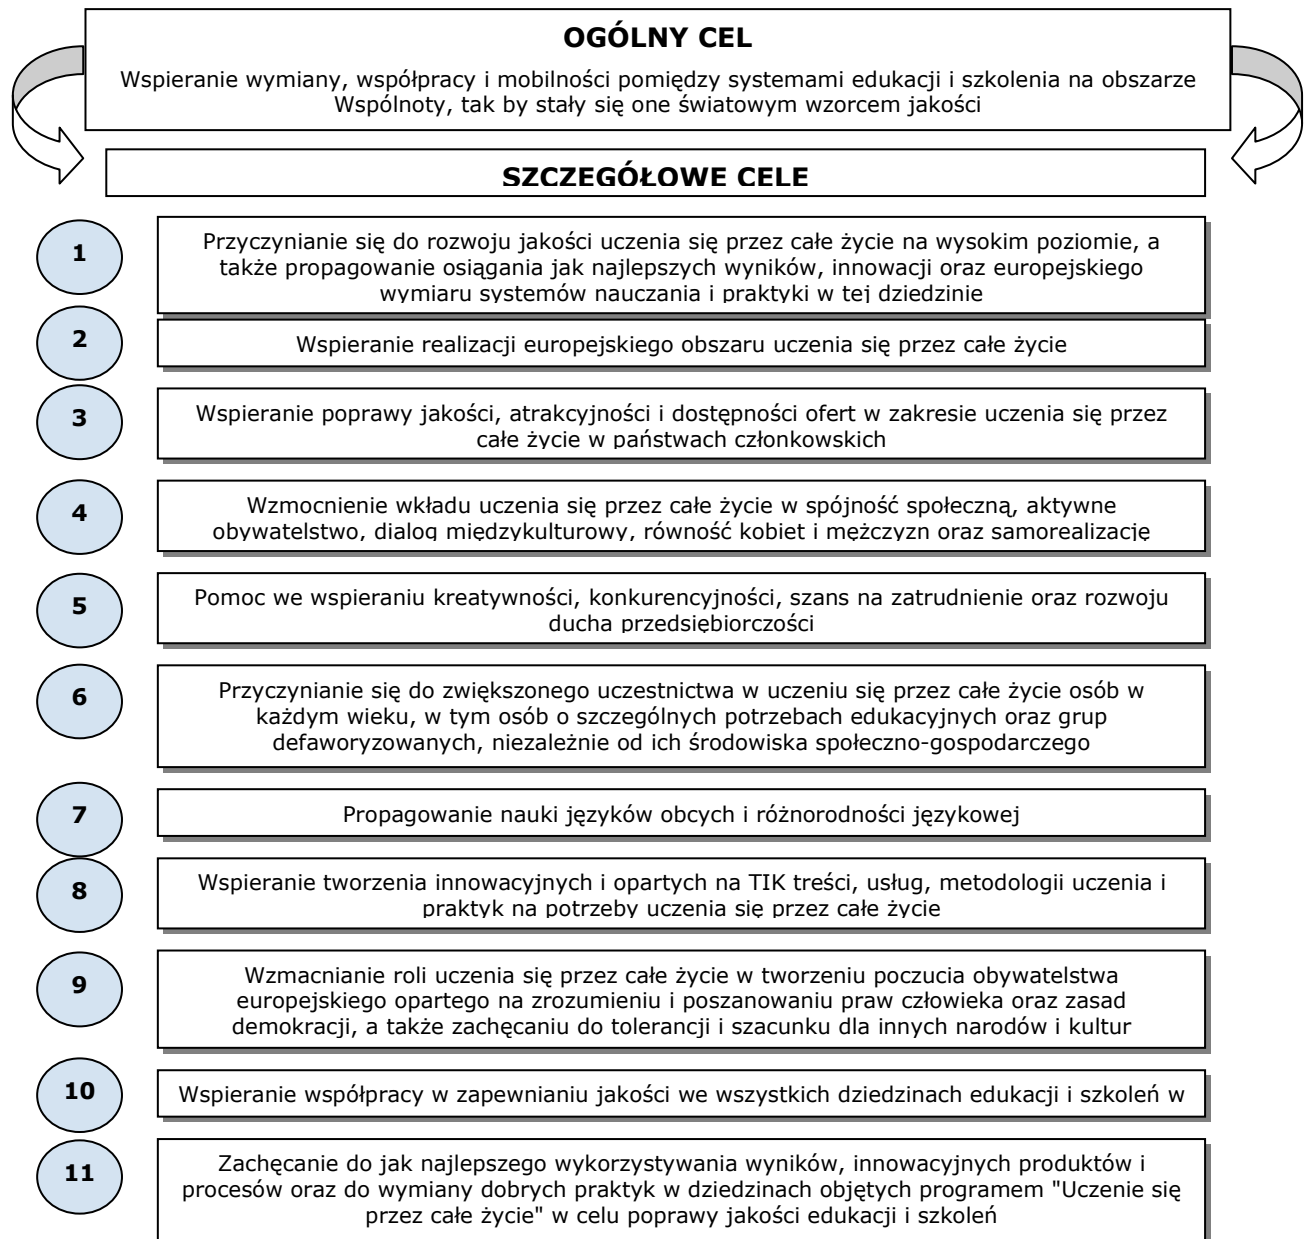 OGÓLNY CEL
Wspieranie wymiany, współpracy i mobilności pomiędzy systemami edukacji i szkolenia na obszarze
Wspólnoty, tak by stały się one światowym wzorcem jakości
SZCZEGÓŁOWE CELE
1
Przyczynianie się do rozwoju jakości uczenia się przez całe życie na wysokim poziomie, a
także propagowanie osiągania jak najlepszych wyników, innowacji oraz europejskiego
wymiaru systemów nauczania i praktyki w tej dziedzinie
2
Wspieranie realizacji europejskiego obszaru uczenia się przez całe życie
3
Wspieranie poprawy jakości, atrakcyjności i dostępności ofert w zakresie uczenia się przez
całe życie w państwach członkowskich
4
Wzmocnienie wkładu uczenia się przez całe życie w spójność społeczną, aktywne
obywatelstwo, dialog międzykulturowy, równość kobiet i mężczyzn oraz samorealizację
5
Pomoc we wspieraniu kreatywności, konkurencyjności, szans na zatrudnienie oraz rozwoju
ducha przedsiębiorczości
6
Przyczynianie się do zwiększonego uczestnictwa w uczeniu się przez całe życie osób w
każdym wieku, w tym osób o szczególnych potrzebach edukacyjnych oraz grup
defaworyzowanych, niezależnie od ich środowiska społeczno-gospodarczego
7
Propagowanie nauki języków obcych i różnorodności językowej
8
Wspieranie tworzenia innowacyjnych i opartych na TIK treści, usług, metodologii uczenia i
praktyk na potrzeby uczenia się przez całe życie
9
Wzmacnianie roli uczenia się przez całe życie w tworzeniu poczucia obywatelstwa
europejskiego opartego na zrozumieniu i poszanowaniu praw człowieka oraz zasad
demokracji, a także zachęcaniu do tolerancji i szacunku dla innych narodów i kultur
10
Wspieranie współpracy w zapewnianiu jakości we wszystkich dziedzinach edukacji i szkoleń w
11
Zachęcanie do jak najlepszego wykorzystywania wyników, innowacyjnych produktów i
procesów oraz do wymiany dobrych praktyk w dziedzinach objętych programem "Uczenie się
przez całe życie" w celu poprawy jakości edukacji i szkoleń